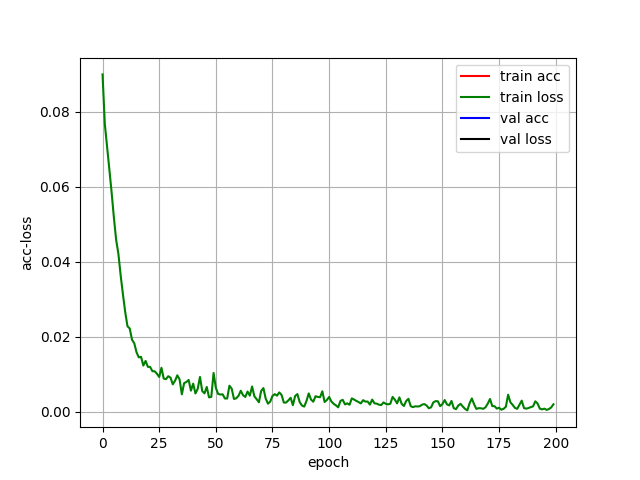 train acc
train loss
val acc
val loss
0.08
0.06
0.04
0.02
0.00
acc-loss
0 25 50 75 100 125 150 175 200
epoch